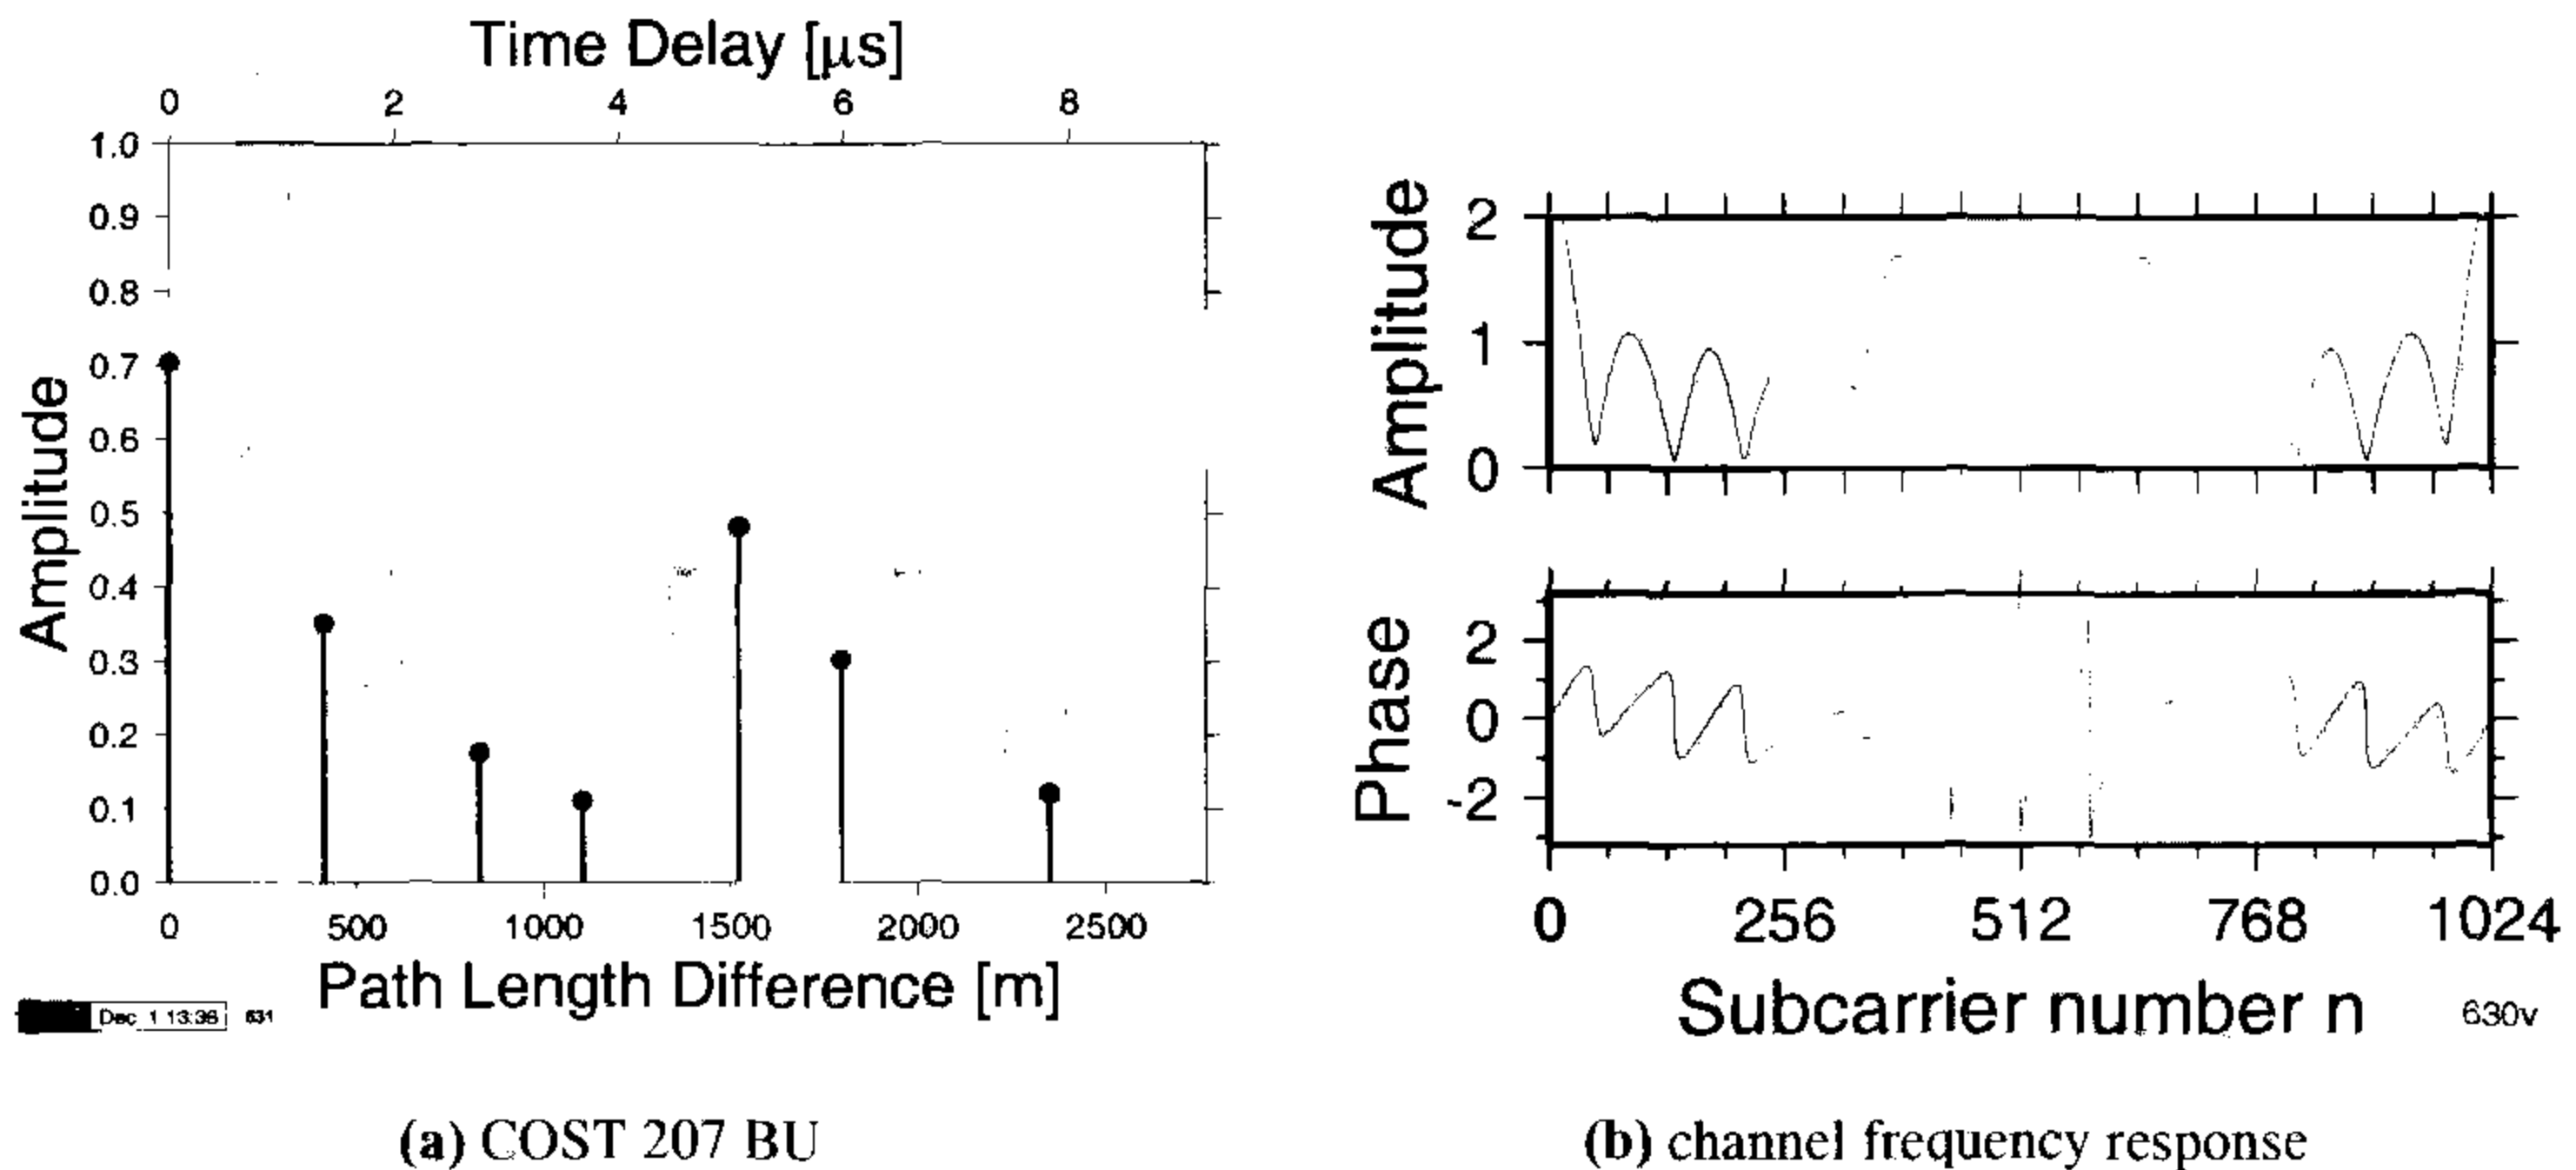 Time Delay [μs]
0 2 4 6 8
1.0
0.9
0.8
0.7
0.6
0.5
0.4
0.3
0.2
0.1
0.0
Amplitude
0 500 1000 1500 2000 2500
Path Length Difference [m]
Dec 1 13:36 631
(a) COST 207 BU
Amplitude
2
1
0
Phase
2
0
-2
0 256 512 768 1024
Subcarrier number n
630v
(b) channel frequency response